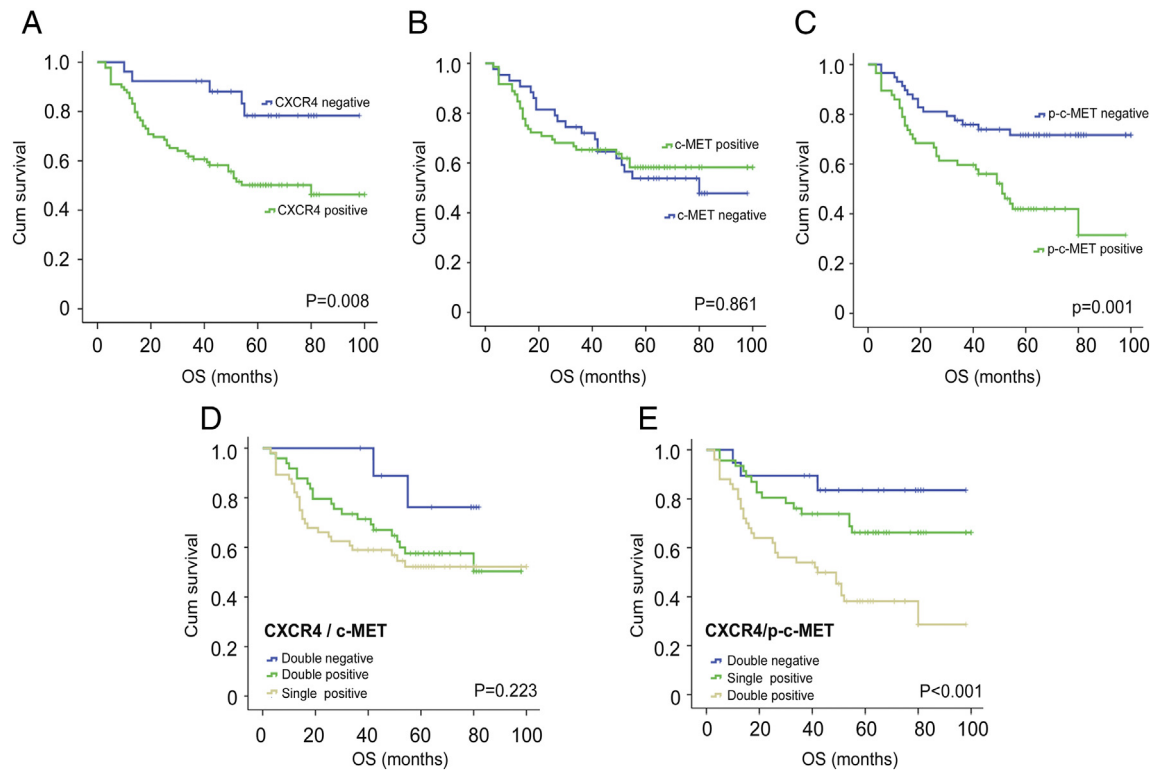 A
1.0
0.8
0.6
0.4
0.2
0
Cum survival
CXCR4 negative
CXCR4 positive
P=0.008
0 20 40 60 80 100
OS (months)
B
1.0
0.8
0.6
0.4
0.2
0
Cum survival
c-MET positive
c-MET negative
P=0.861
0 20 40 60 80 100
OS (months)
C
1.0
0.8
0.6
0.4
0.2
0
Cum survival
p-c-MET negative
p-c-MET positive
p=0.001
0 20 40 60 80 100
OS (months)
D
1.0
0.8
0.6
0.4
0.2
0
Cum survival
CXCR4 / c-MET
Double negative
Double positive
Single positive
P=0.223
0 20 40 60 80 100
OS (months)
E
1.0
0.8
0.6
0.4
0.2
0
Cum survival
CXCR4/p-c-MET
Double negative
Single positive
Double positive
P<0.001
0 20 40 60 80 100
OS (months)